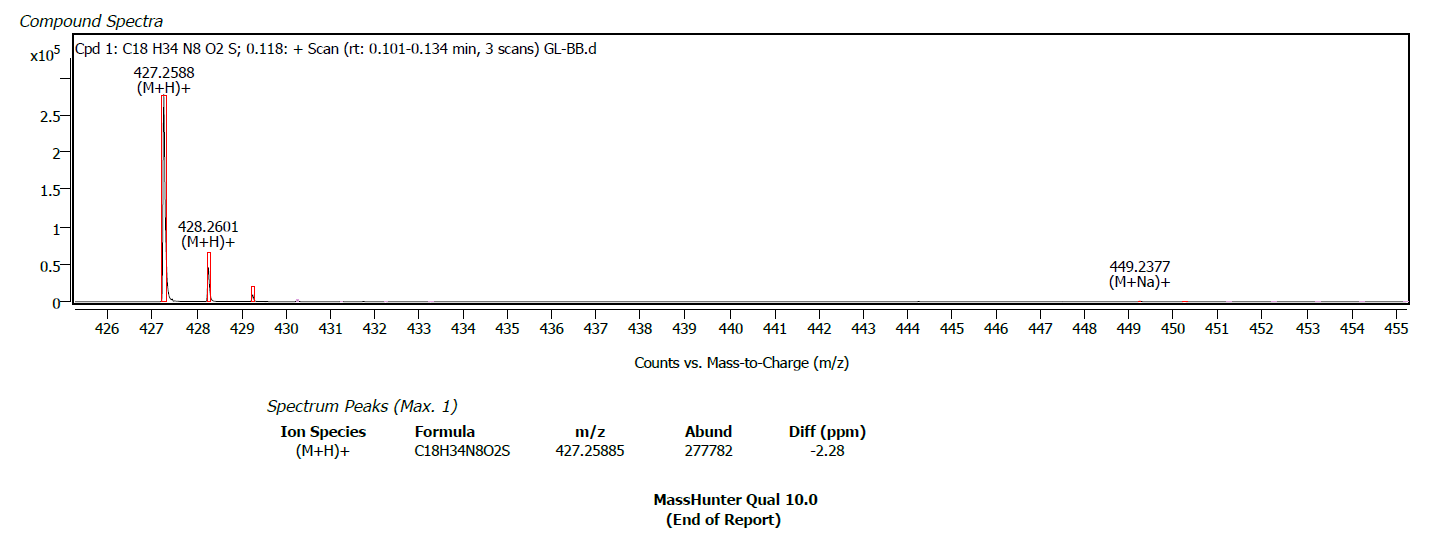 Compound Spectra
x10⁵ Cpd 1: C18 H34 N8 O2 S; 0.118: + Scan (rt: 0.101-0.134 min, 3 scans) GL-BB.d
427.2588
(M+H)+
2.5
2
1.5
428.2601
(M+H)+
1
449.2377
(M+Na)+
0.5
0
426 427 428 429 430 431 432 433 434 435 436 437 438 439 440 441 442 443 444 445 446 447 448 449 450 451 452 453 454 455
Counts vs. Mass-to-Charge (m/z)
Spectrum Peaks (Max. 1)
Ion Species Formula m/z Abund Diff (ppm)
(M+H)+ C18H34N8O2S 427.25885 277782 -2.28
MassHunter Qual 10.0
(End of Report)